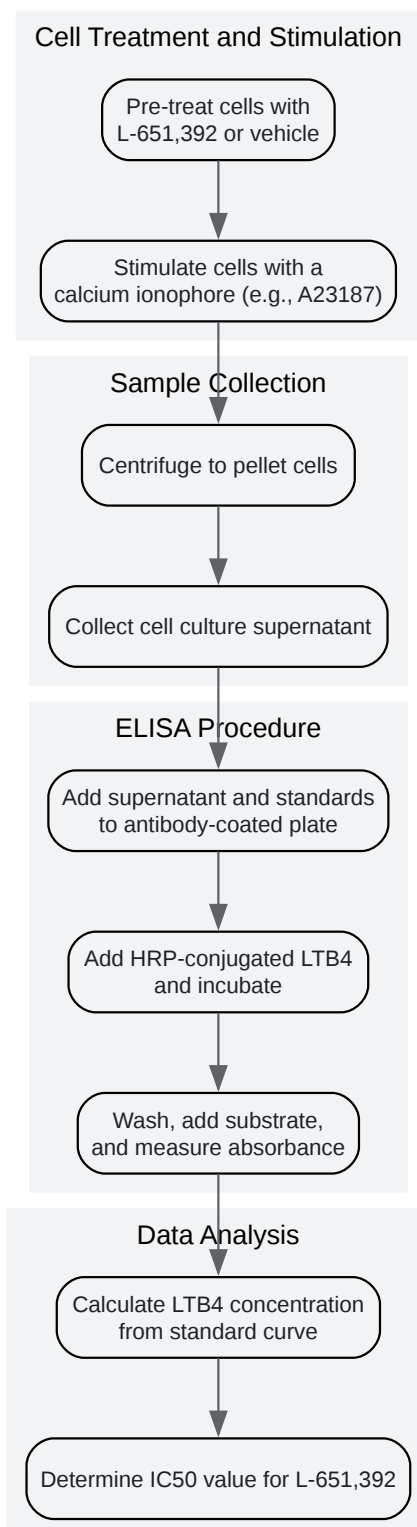 Cell Treatment and Stimulation
Pre-treat cells with
L-651,392 or vehicle
Stimulate cells with a
calcium ionophore (e.g., A23187)
Sample Collection
Centrifuge to pellet cells
Collect cell culture supernatant
ELISA Procedure
Add supernatant and standards
to antibody-coated plate
Add HRP-conjugated LTB4
and incubate
Wash, add substrate,
and measure absorbance
Data Analysis
Calculate LTB4 concentration
from standard curve
Determine IC50 value for L-651,392